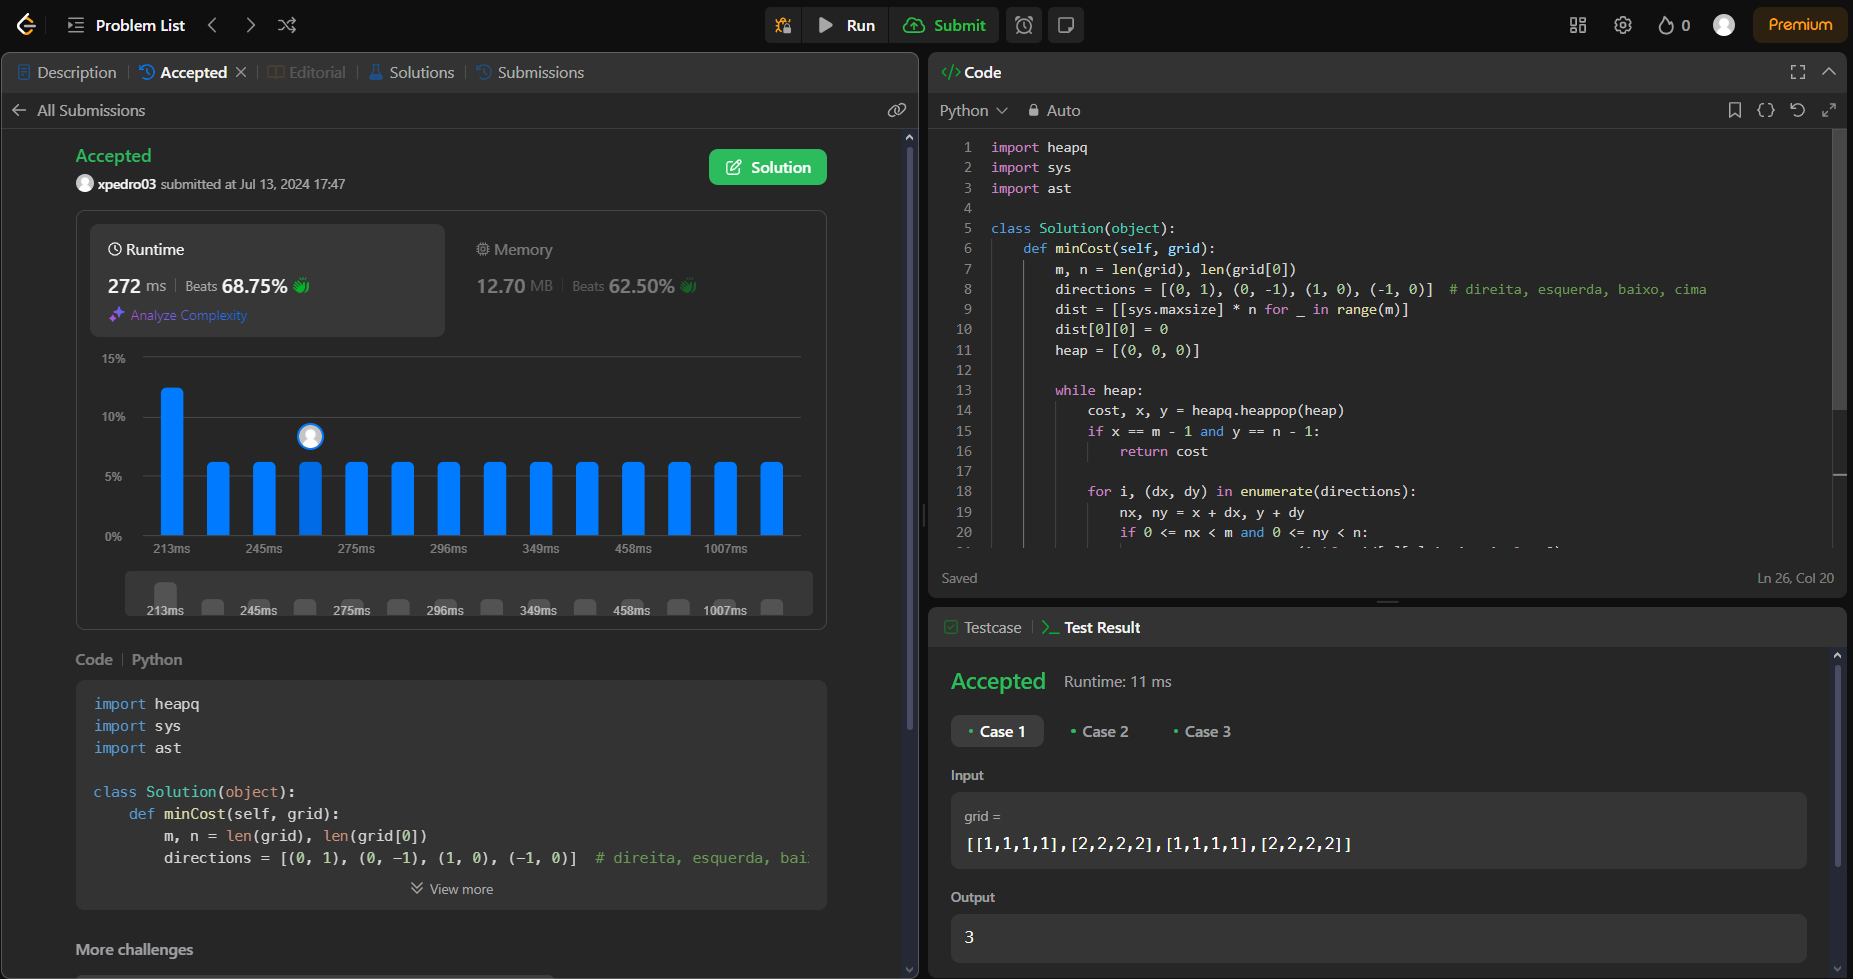 Problem List
Run
Submit
0
Premium
Description
Accepted
Editorial
Solutions
Submissions
All Submissions
Accepted
xpedro03 submitted at Jul 13, 2024 17:47
Solution
Runtime
272 ms
Beats 68.75%
Analyze Complexity
Memory
12.70 MB
Beats 62.50%
15%
10%
5%
0%
213ms 245ms 275ms 296ms 349ms 458ms 1007ms
213ms 245ms 275ms 296ms 349ms 458ms 1007ms
Code
Python
import heapq
import sys
import ast
class Solution(object):
def minCost(self, grid):
m, n = len(grid), len(grid[0])
directions = [(0, 1), (0, -1), (1, 0), (-1, 0)]  # direita, esquerda, bai
View more
More challenges
</> Code
Python
Auto
1 import heapq
2 import sys
3 import ast
4
5 class Solution(object):
6 def minCost(self, grid):
7 m, n = len(grid), len(grid[0])
8 directions = [(0, 1), (0, -1), (1, 0), (-1, 0)]  # direita, esquerda, baixo, cima
9 dist = [[sys.maxsize] * n for _ in range(m)]
10 dist[0][0] = 0
11 heap = [(0, 0, 0)]
12
13 while heap:
14 cost, x, y = heapq.heappop(heap)
15 if x == m - 1 and y == n - 1:
16 return cost
17
18 for i, (dx, dy) in enumerate(directions):
19 nx, ny = x + dx, y + dy
20 if 0 <= nx < m and 0 <= ny < n:
Saved
Ln 26, Col 20
Testcase
Test Result
Accepted
Runtime: 11 ms
Case 1
Case 2
Case 3
Input
grid =
[[1,1,1,1],[2,2,2,2],[1,1,1,1],[2,2,2,2]]
Output
3